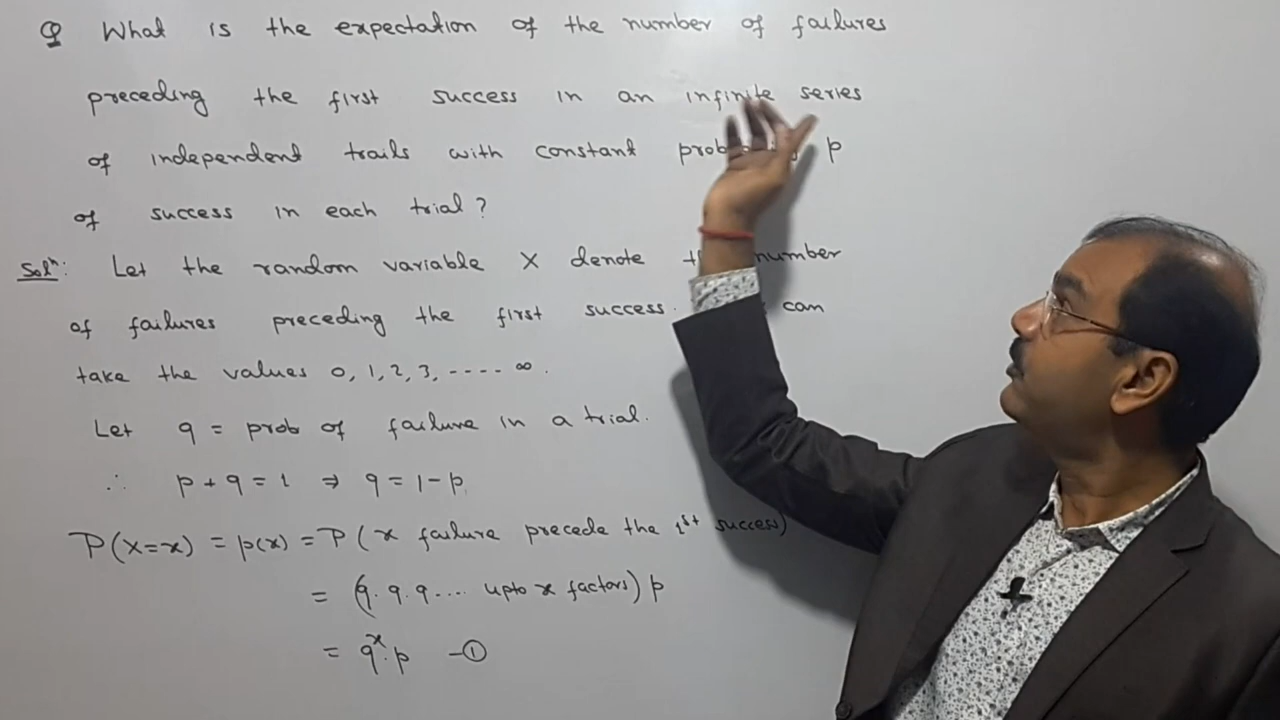 Q What is the expectation of the number of failures
preceding the first success in an infinite series
of independent trails with constant p
of success in each trial ?
Solⁿ: Let the random variable X denote number
of failures preceding the first success. can
take the values 0, 1, 2, 3, ---- ∞ .
Let q = prob of failure in a trial.
∴ p + q = 1 ⇒ q = 1 - p.
P(X=x) = p(x) = P( x failure precede the 1st success)
= (q. q. q .... upto x factors) p
= qˣ. p -①